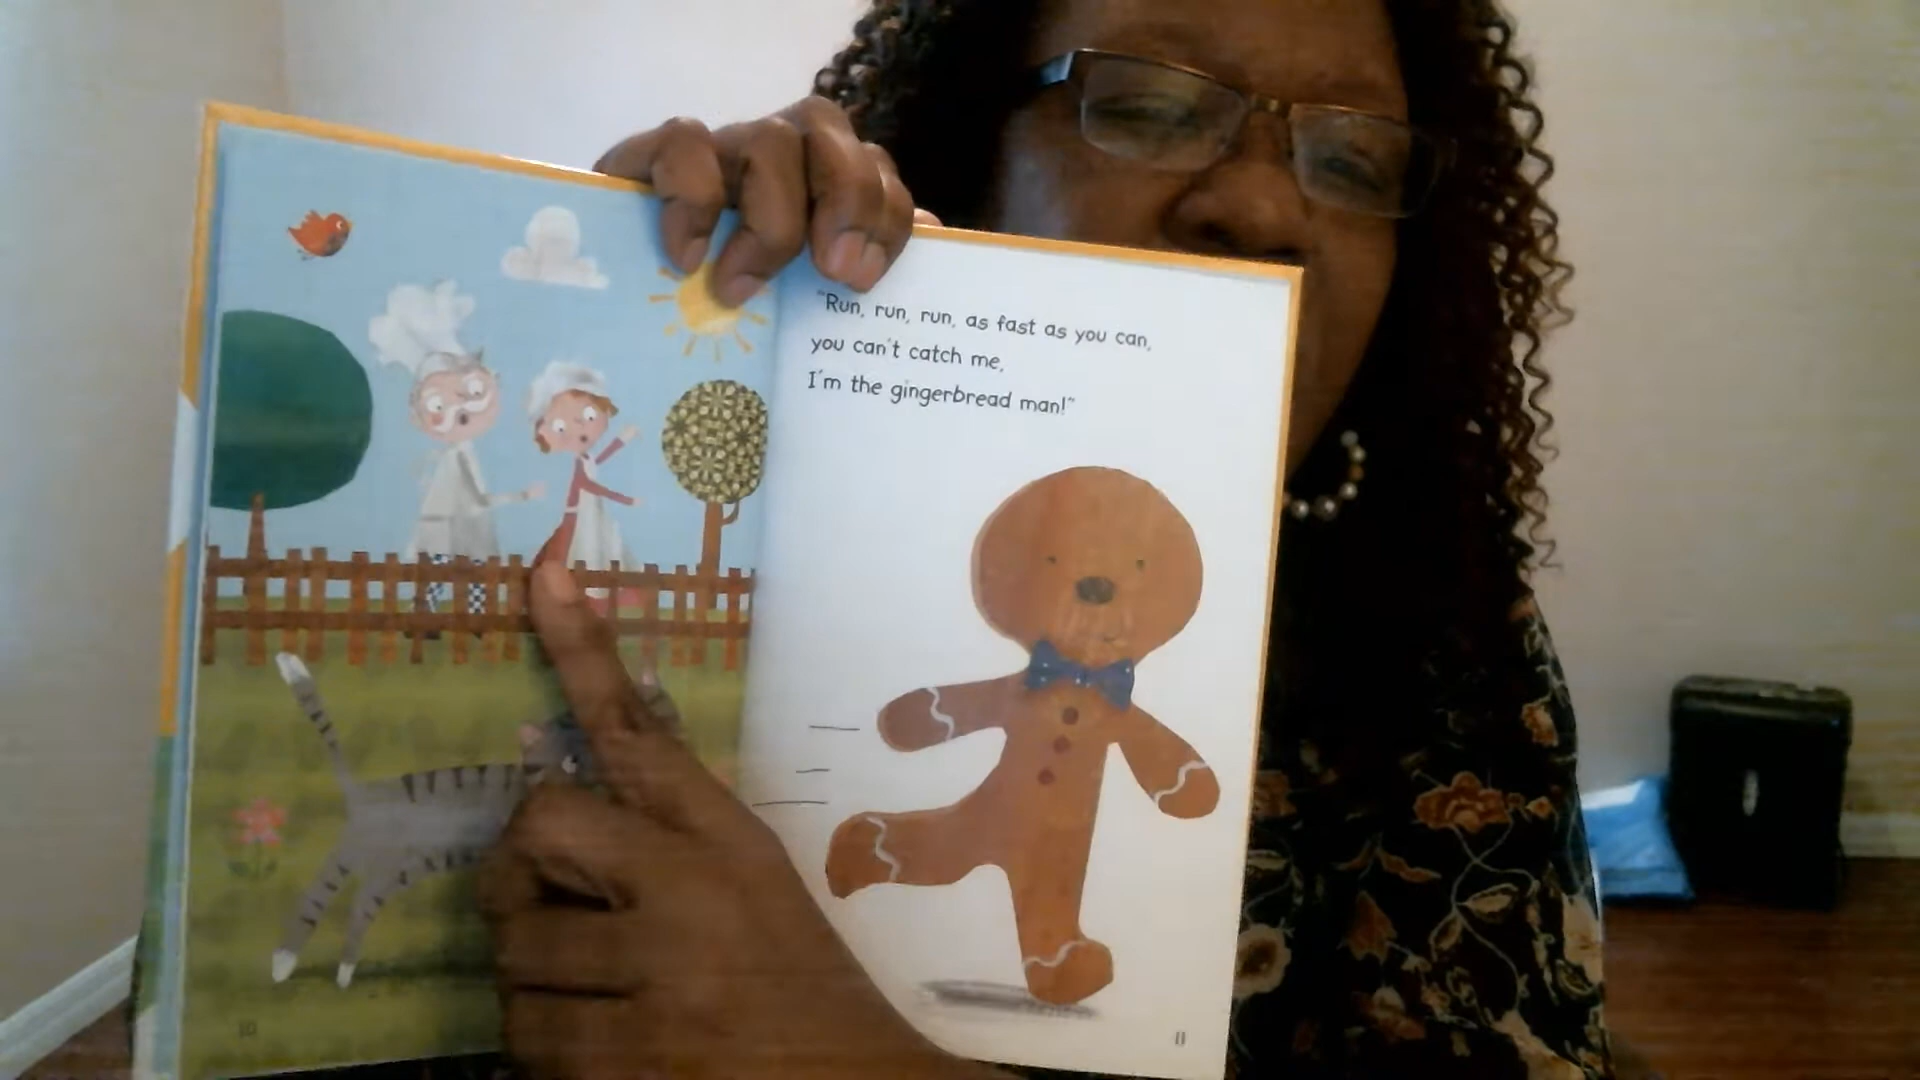 "Run, run, run, as fast as you can,
you can't catch me,
I'm the gingerbread man!"
10
11